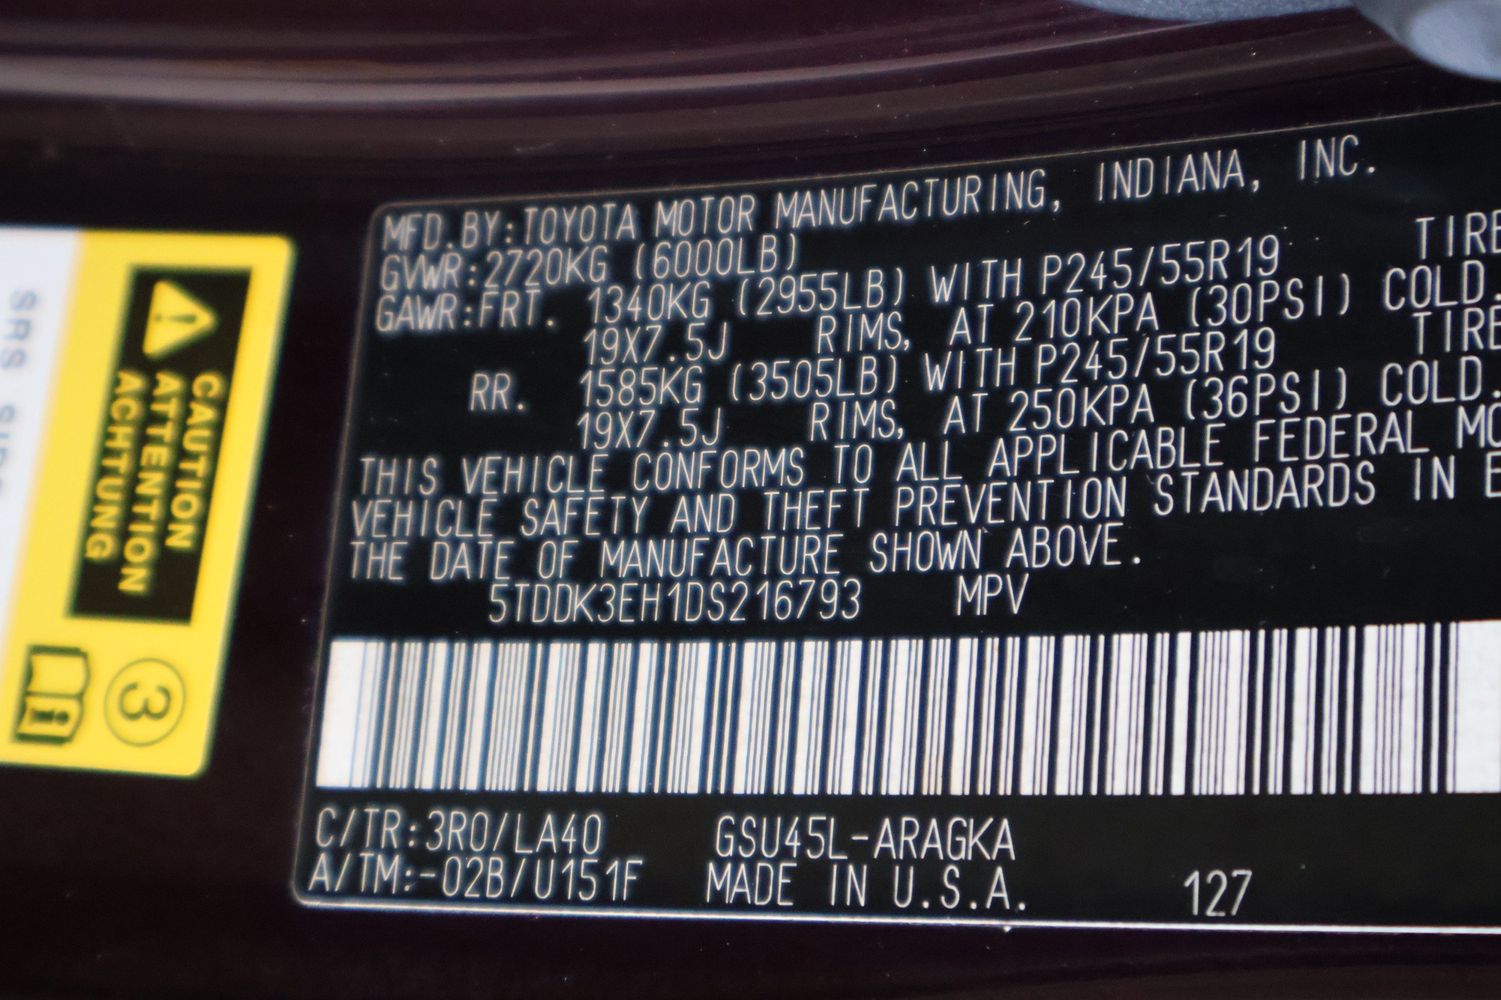 MFD.BY:TOYOTA MOTOR MANUFACTURING, INDIANA, INC.
GVWR:2720KG (6000LB)
GAWR:FRT. 1340KG (2955LB) WITH P245/55R19 TIRE
19X7.5J RIMS, AT 210KPA (30PSI) COLD.
RR. 1585KG (3505LB) WITH P245/55R19 TIRE
19X7.5J RIMS, AT 250KPA (36PSI) COLD.
THIS VEHICLE CONFORMS TO ALL APPLICABLE FEDERAL MO
VEHICLE SAFETY AND THEFT PREVENTION STANDARDS IN E
THE DATE OF MANUFACTURE SHOWN ABOVE.
5TDDK3EH1DS216793 MPV
C/TR:3R0/LA40 GSU45L-ARAGKA
A/TM:-02B/U151F MADE IN U.S.A. 127
CAUTION
ATTENTION
ACHTUNG
3
i
SRS SIDE